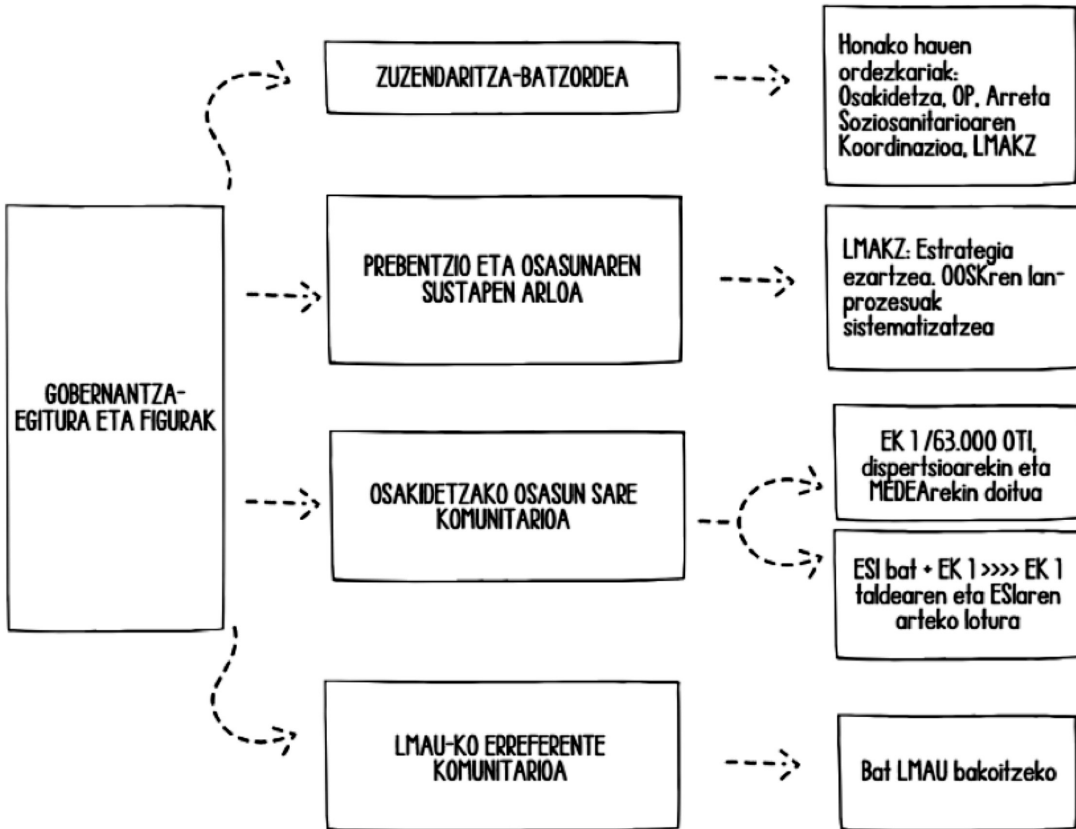 GOBERNANTZA-
EGITURA ETA FIGURAK
ZUZENDARITZA-BATZORDEA
Honako hauen
ordezkariak:
Osakidetza, OP, Arreta
Soziosanitarioaren
Koordinazioa, LMAKZ
PREBENTZIO ETA OSASUNAREN
SUSTAPEN ARLOA
LMAKZ: Estrategia
ezartzea. OOSKren lan-
prozesuak
sistematizatzea
OSAKIDETZAKO OSASUN SARE
KOMUNITARIOA
EK 1 /63.000 OTI,
dispertsioarekin eta
MEDEArekin doitua
ESI bat + EK 1 >>>> EK 1
taldearen eta ESIaren
arteko lotura
LMAU-KO ERREFERENTE
KOMUNITARIOA
Bat LMAU bakoitzeko